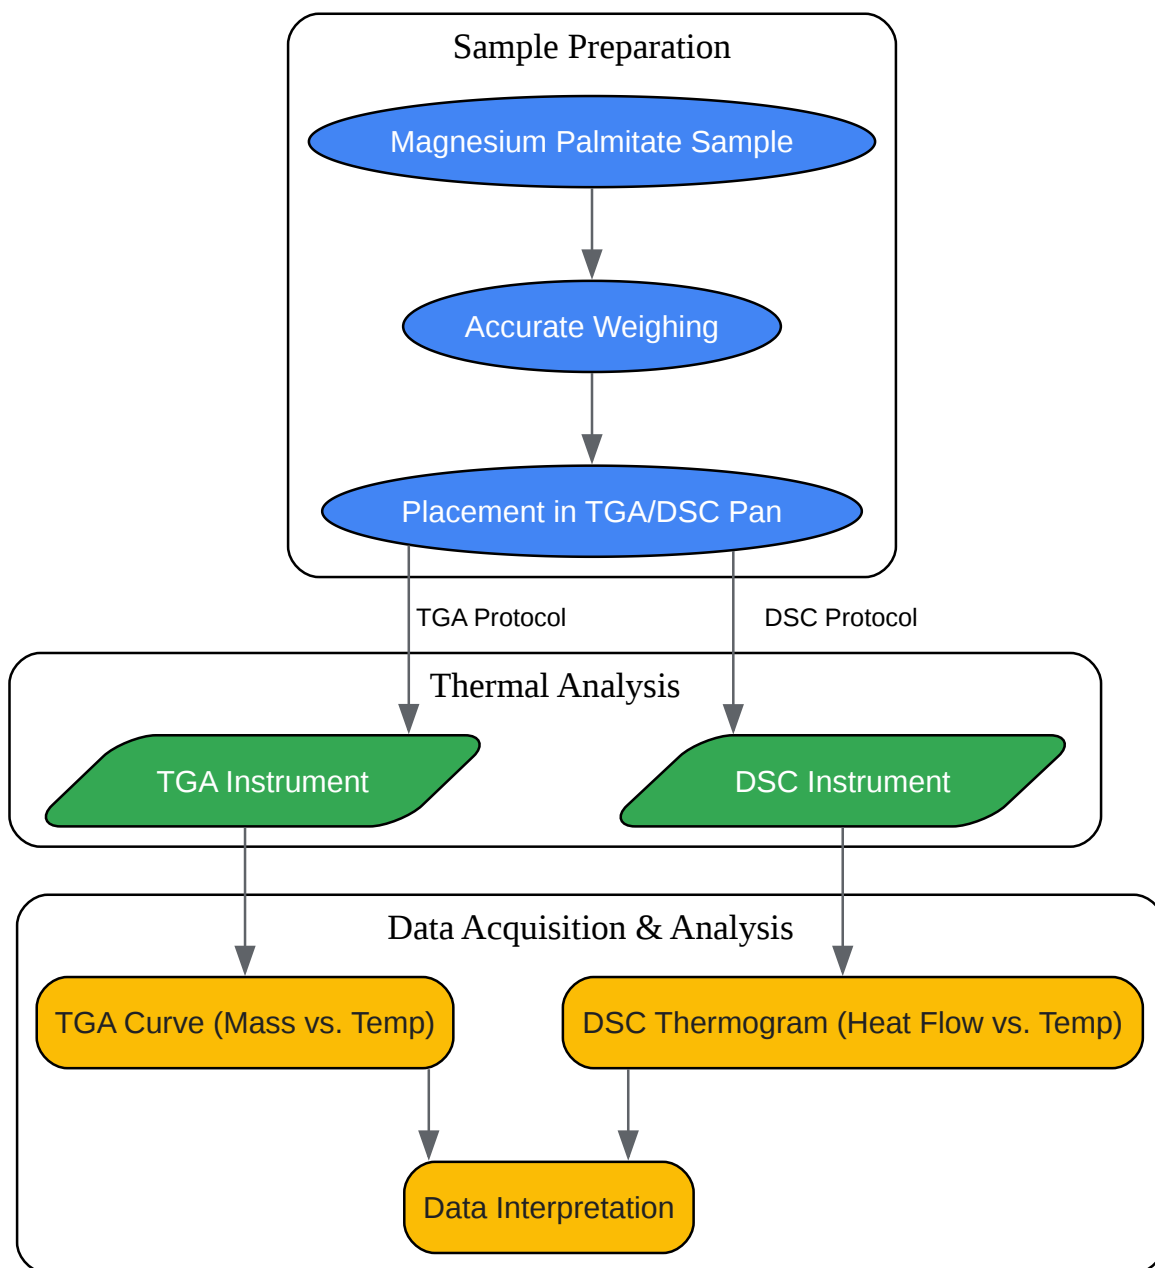 Sample Preparation
Magnesium Palmitate Sample
Accurate Weighing
Placement in TGA/DSC Pan
TGA Protocol
DSC Protocol
Thermal Analysis
TGA Instrument
DSC Instrument
Data Acquisition & Analysis
TGA Curve (Mass vs. Temp)
DSC Thermogram (Heat Flow vs. Temp)
Data Interpretation